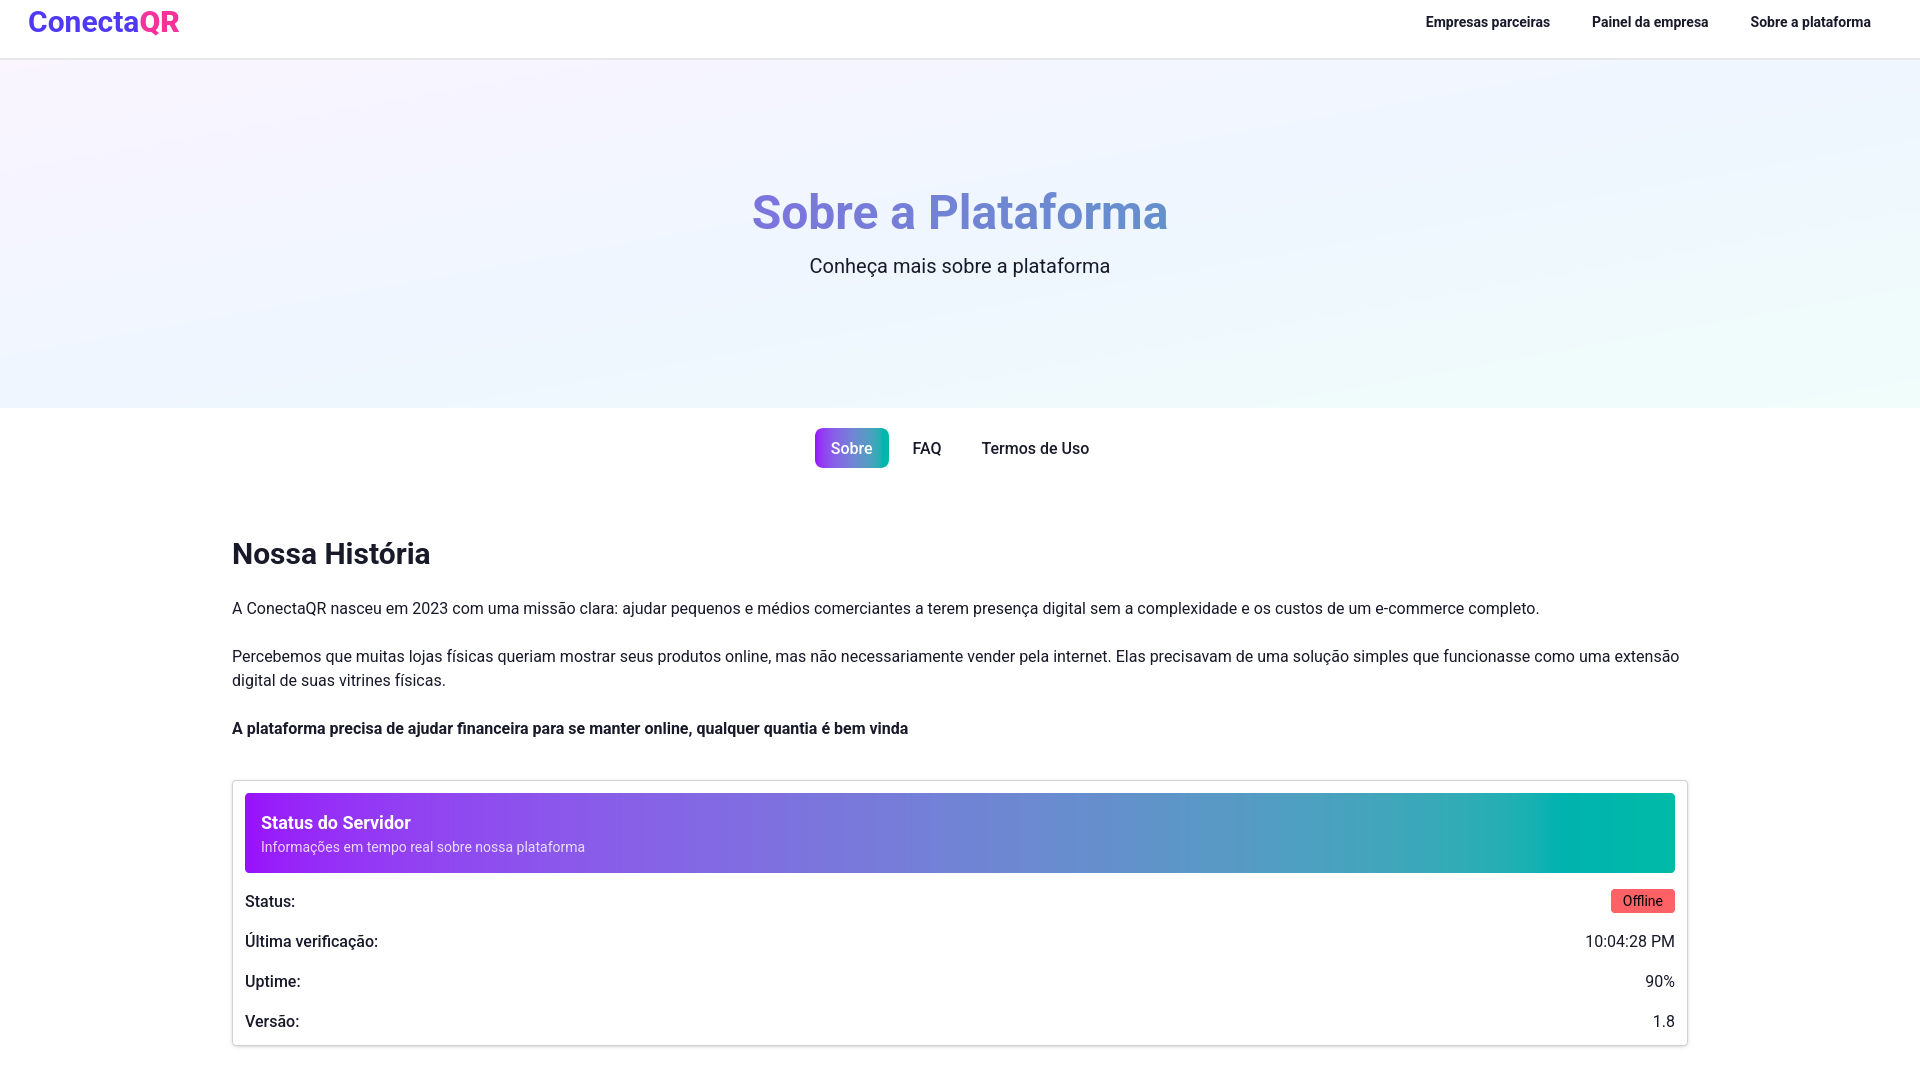 ConectaQR
Empresas parceiras
Painel da empresa
Sobre a plataforma
Sobre a Plataforma
Conheça mais sobre a plataforma
Sobre
FAQ
Termos de Uso
Nossa História
A ConectaQR nasceu em 2023 com uma missão clara: ajudar pequenos e médios comerciantes a terem presença digital sem a complexidade e os custos de um e-commerce completo.
Percebemos que muitas lojas físicas queriam mostrar seus produtos online, mas não necessariamente vender pela internet. Elas precisavam de uma solução simples que funcionasse como uma extensão
digital de suas vitrines físicas.
A plataforma precisa de ajudar financeira para se manter online, qualquer quantia é bem vinda
Status do Servidor
Informações em tempo real sobre nossa plataforma
Status: Offline
Última verificação: 10:04:28 PM
Uptime: 90%
Versão: 1.8